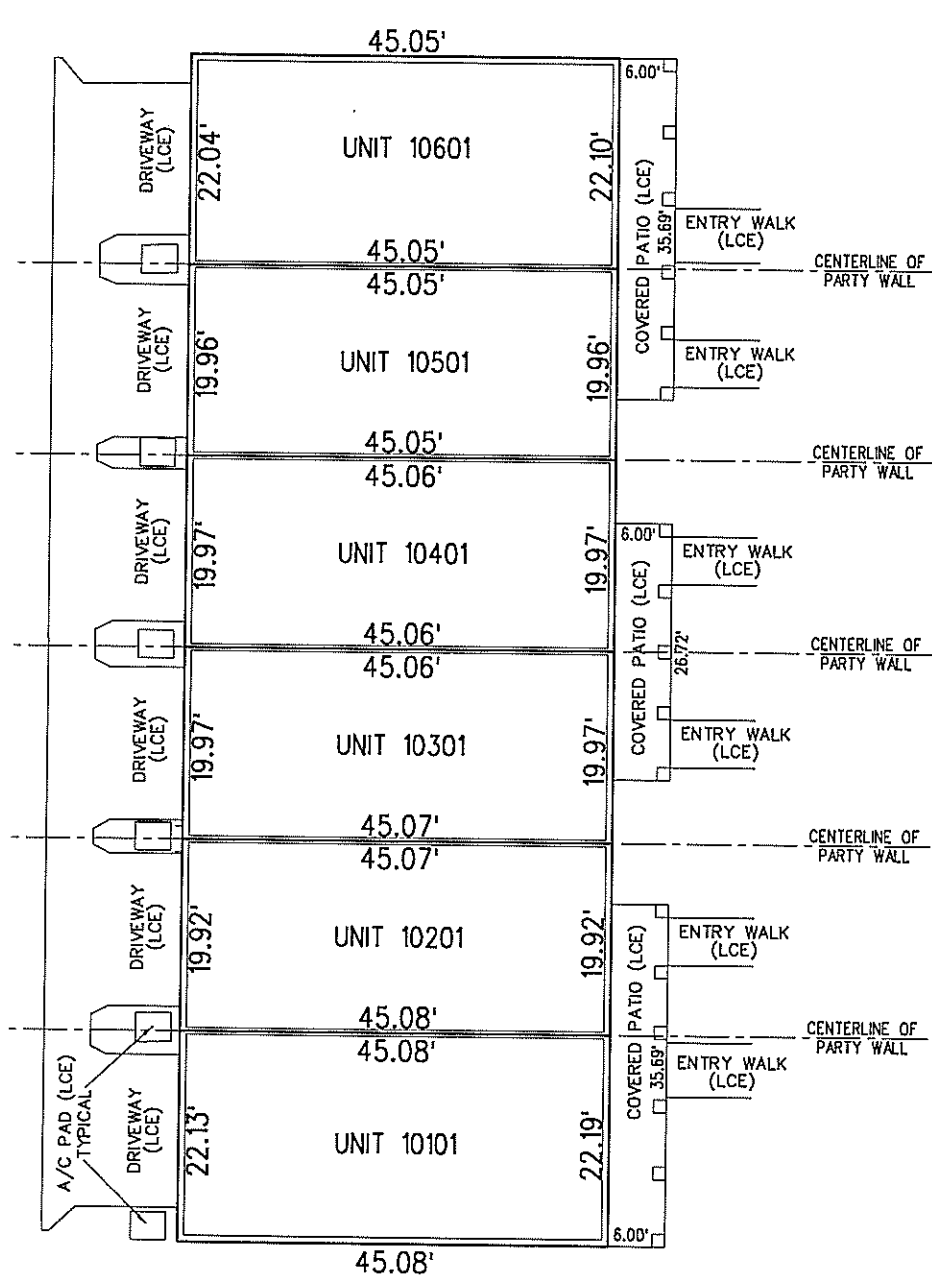 45.05'
6.00'
DRIVEWAY
(LCE)
22.04'
UNIT 10601
22.10'
COVERED PATIO (LCE)
35.69'
ENTRY WALK
(LCE)
45.05'
CENTERLINE OF
PARTY WALL
45.05'
DRIVEWAY
(LCE)
19.96'
UNIT 10501
19.96'
ENTRY WALK
(LCE)
45.05'
CENTERLINE OF
PARTY WALL
45.06'
DRIVEWAY
(LCE)
19.97'
UNIT 10401
19.97'
6.00'
ENTRY WALK
(LCE)
COVERED PATIO (LCE)
26.72'
45.06'
CENTERLINE OF
PARTY WALL
45.06'
DRIVEWAY
(LCE)
19.97'
UNIT 10301
19.97'
ENTRY WALK
(LCE)
45.07'
CENTERLINE OF
PARTY WALL
45.07'
DRIVEWAY
(LCE)
19.92'
UNIT 10201
19.92'
ENTRY WALK
(LCE)
COVERED PATIO (LCE)
35.69'
45.08'
CENTERLINE OF
PARTY WALL
45.08'
A/C PAD (LCE)
TYPICAL
DRIVEWAY
(LCE)
22.13'
UNIT 10101
22.19'
ENTRY WALK
(LCE)
6.00'
45.08'